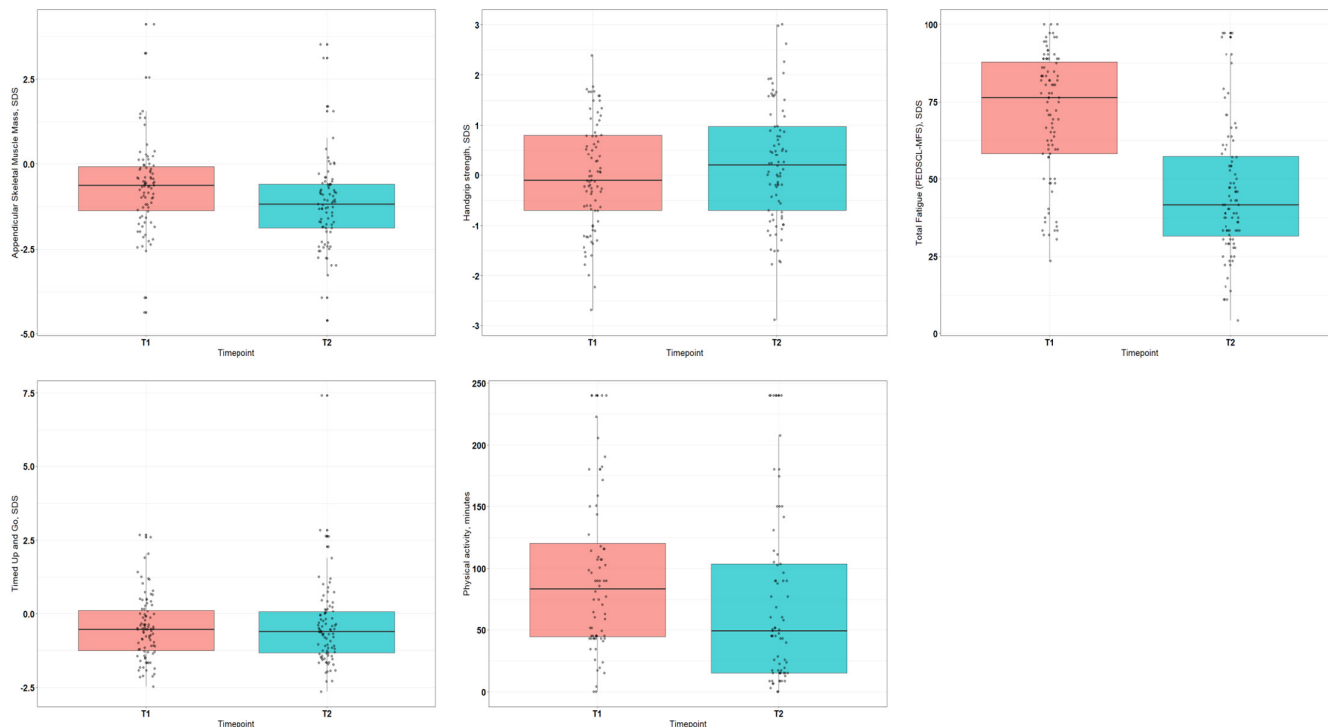 Appendicular Skeletal Muscle Mass, SDS
2.5
0.0
-2.5
-5.0
T1 T2
Timepoint
Handgrip strength, SDS
3
2
1
0
-1
-2
-3
T1 T2
Timepoint
Total Fatigue (PEDSQL-MFS), SDS
100
75
50
25
0
T1 T2
Timepoint
Timed Up and Go, SDS
7.5
5.0
2.5
0.0
-2.5
T1 T2
Timepoint
Physical activity, minutes
250
200
150
100
50
0
T1 T2
Timepoint